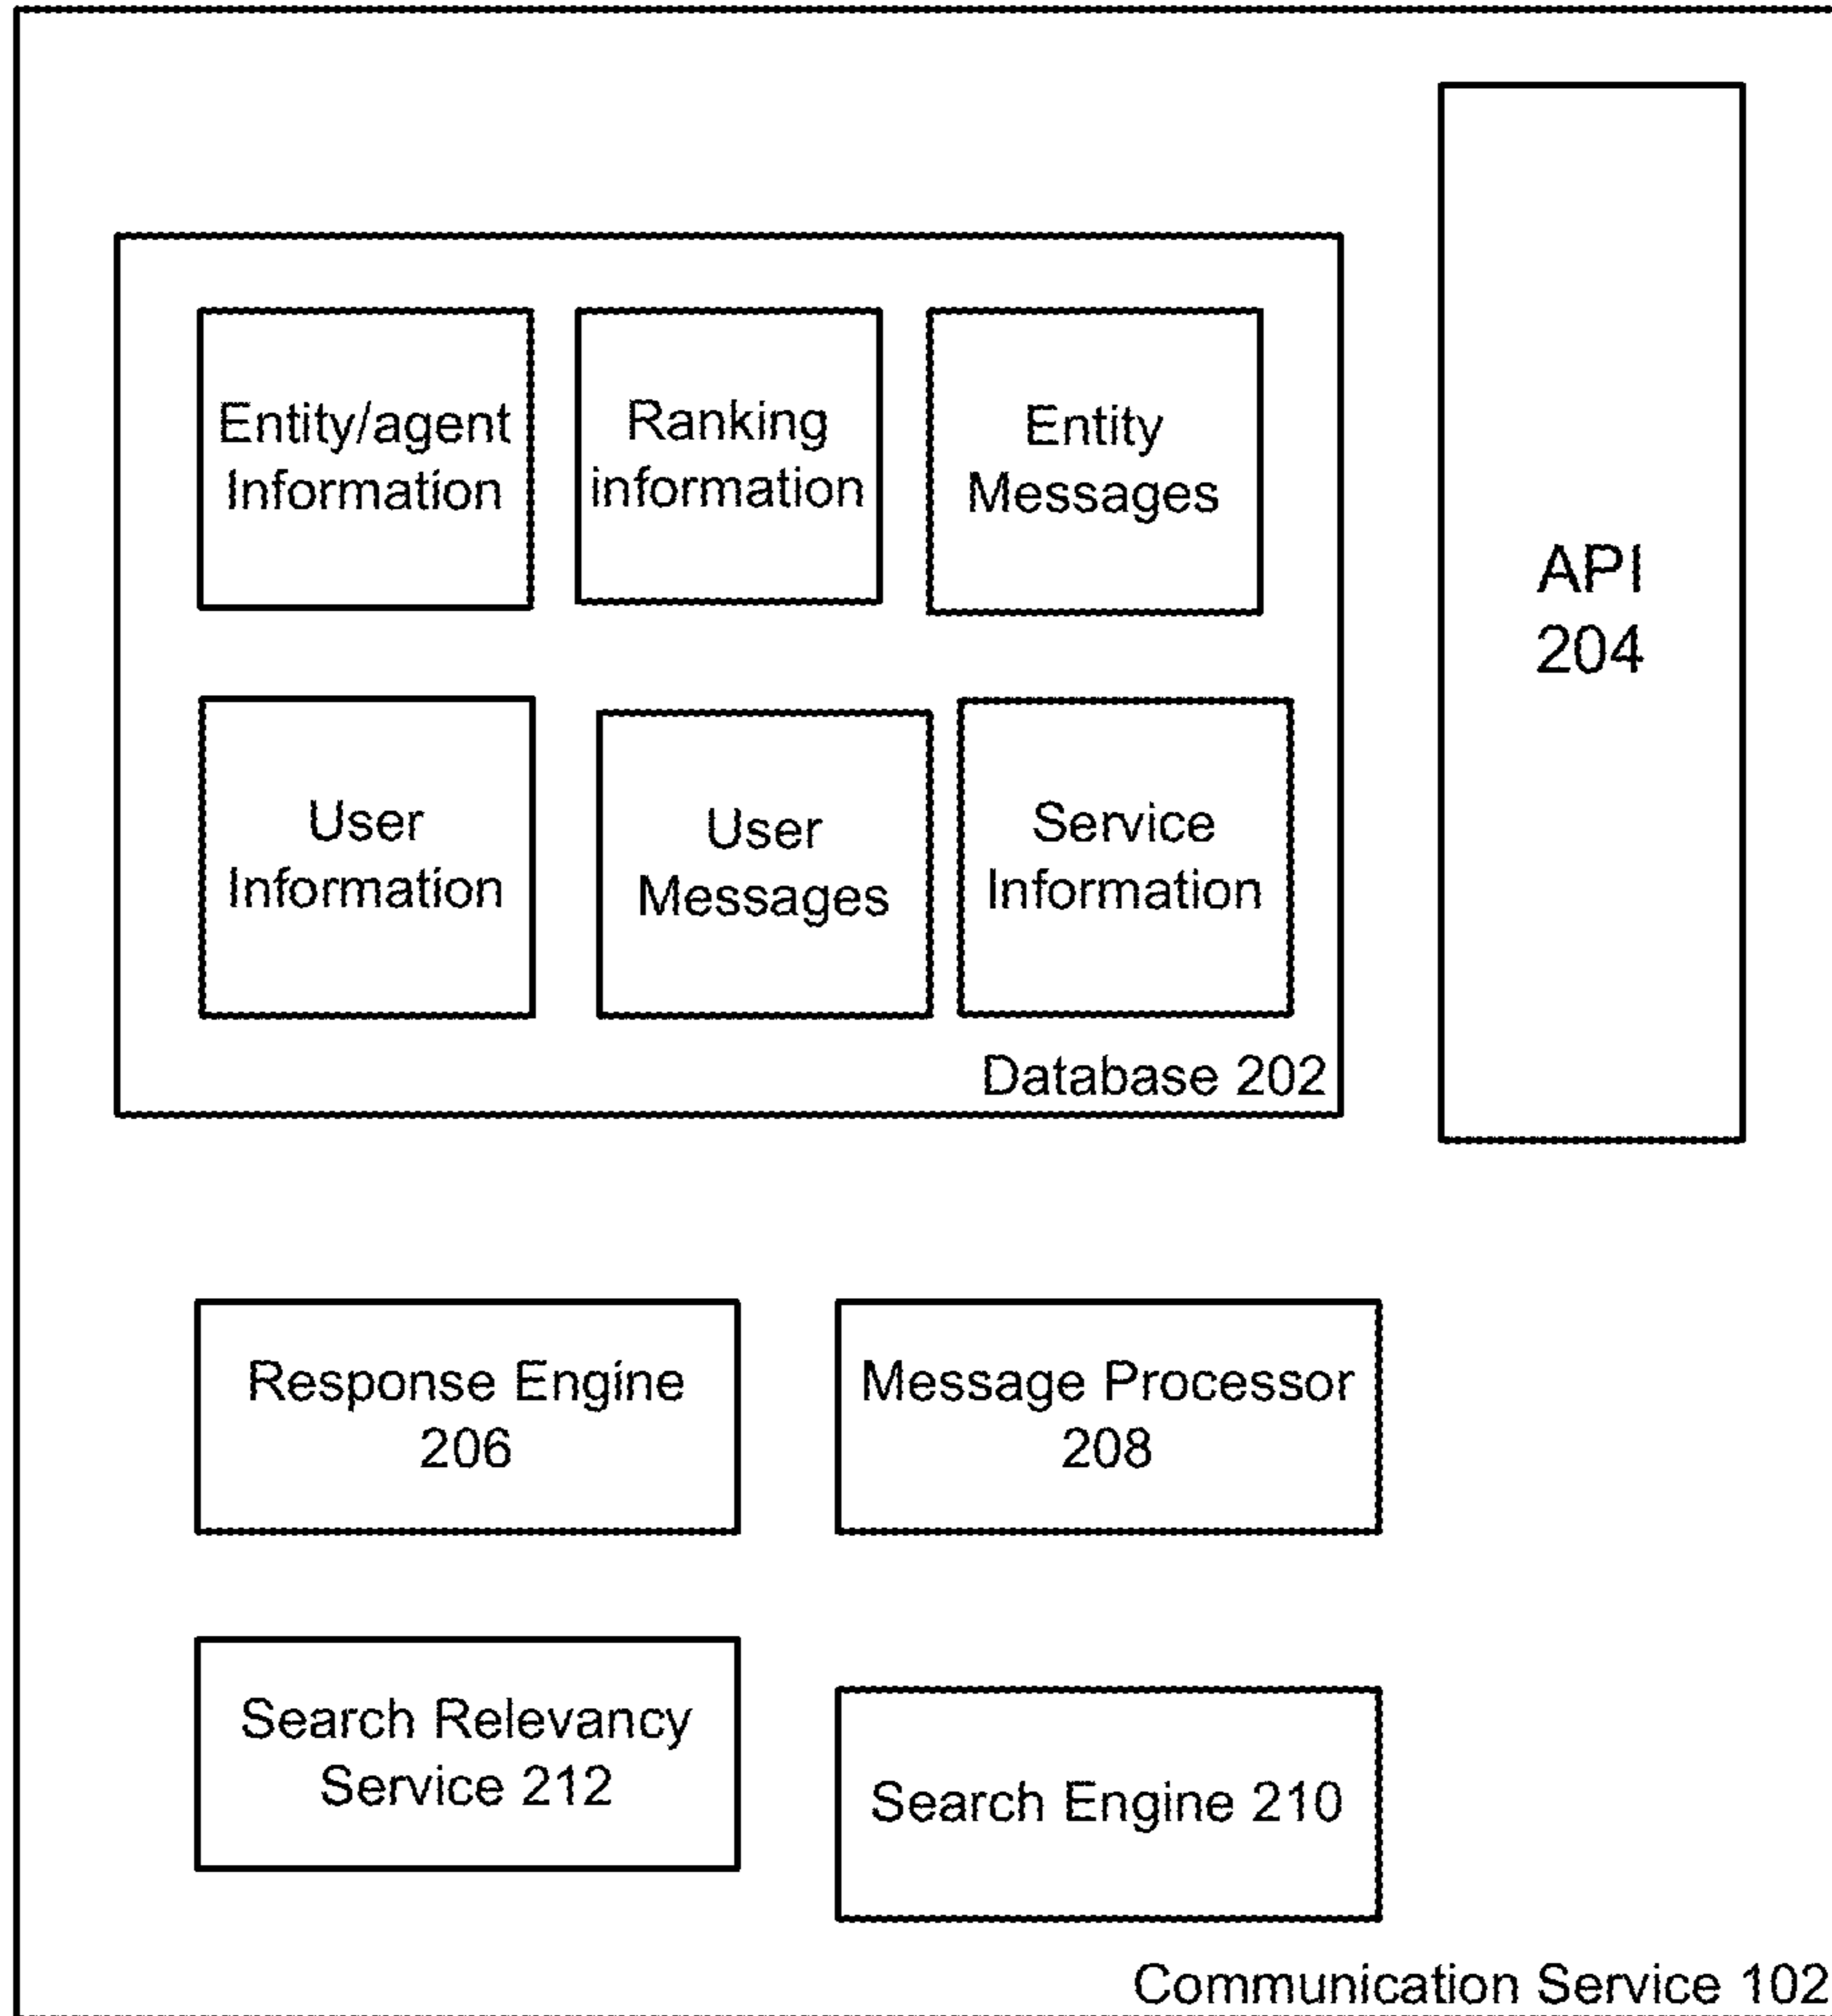 Entity/agent
Information
Ranking
information
Entity
Messages
API
204
User
Information
User
Messages
Service
Information
Database 202
Response Engine
206
Message Processor
208
Search Relevancy
Service 212
Search Engine 210
Communication Service 102